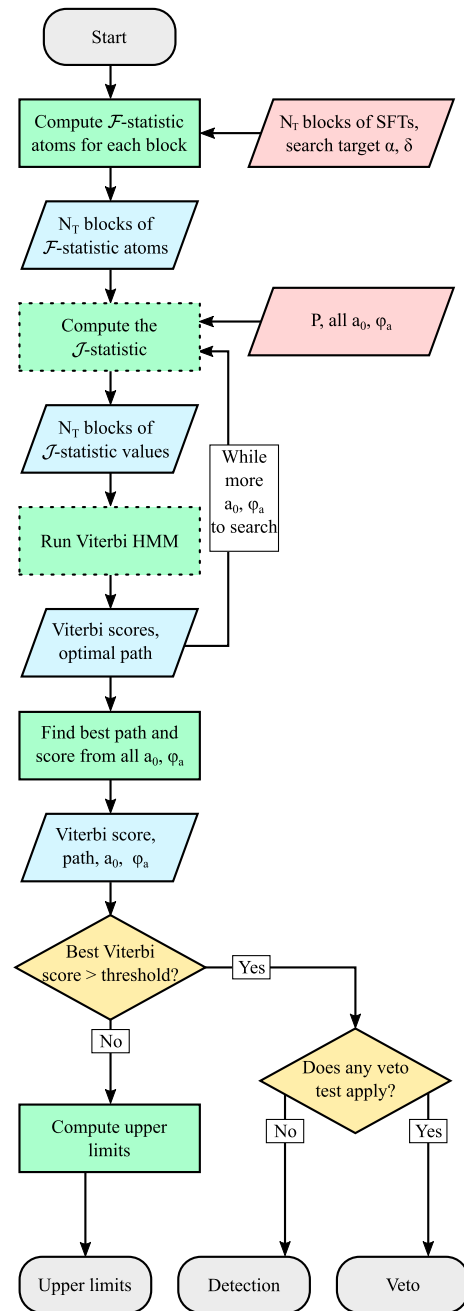 Start
Compute ℱ-statistic
atoms for each block
N_T blocks of SFTs,
search target α, δ
N_T blocks of
ℱ-statistic atoms
Compute the
𝒥-statistic
P, all a₀, φₐ
N_T blocks of
𝒥-statistic values
While
more
a₀, φₐ
to search
Run Viterbi HMM
Viterbi scores,
optimal path
Find best path and
score from all a₀, φₐ
Viterbi score,
path, a₀, φₐ
Best Viterbi
score > threshold?
Yes
No
Does any veto
test apply?
No
Yes
Compute upper
limits
Upper limits
Detection
Veto